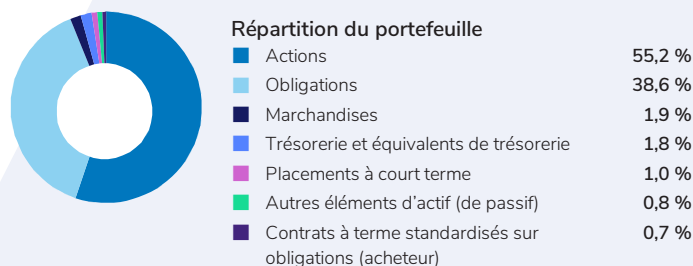 Répartition du portefeuille
Actions 55,2 %
Obligations 38,6 %
Marchandises 1,9 %
Trésorerie et équivalents de trésorerie 1,8 %
Placements à court terme 1,0 %
Autres éléments d’actif (de passif) 0,8 %
Contrats à terme standardisés sur 0,7 %
obligations (acheteur)